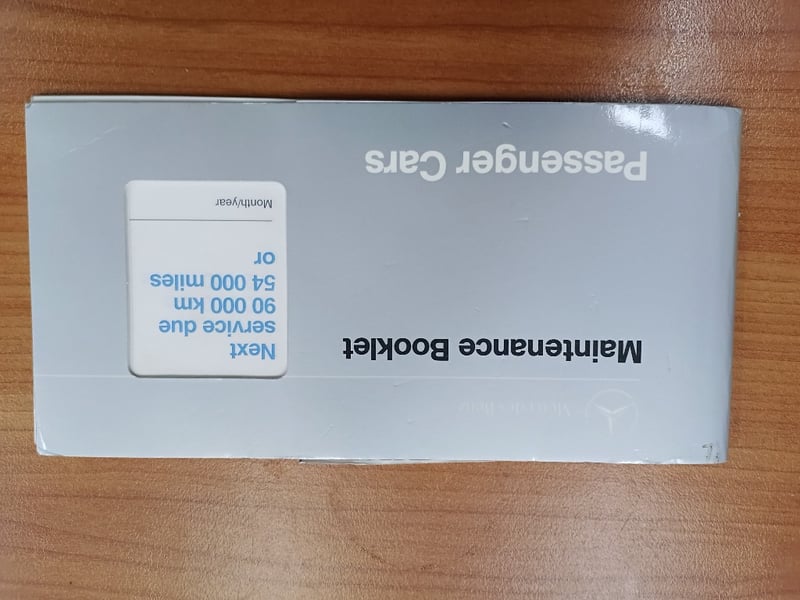 Mercedes-Benz
Maintenance Booklet
Next
service due
90 000 km
54 000 miles
or
Month/year
Passenger Cars